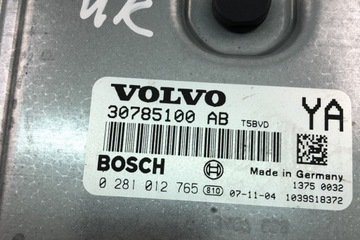 UK
VOLVO
30785100 AB T5BVD YA
BOSCH Made in Germany
1375 0032
0 281 012 765 810 07-11-04 1039S18372